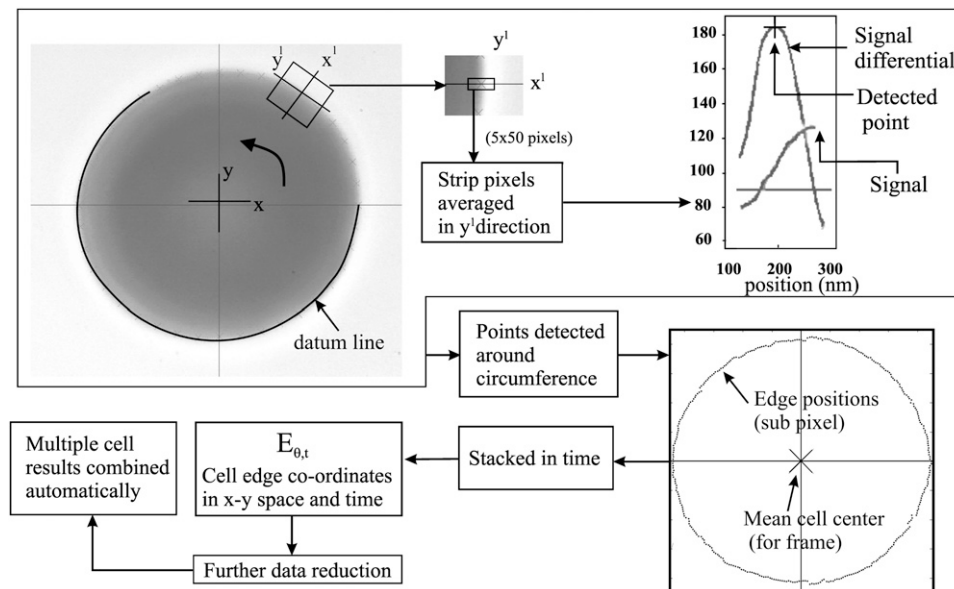 y¹
x¹
y
x
datum line
y¹
x¹
(5x50 pixels)
Strip pixels
averaged
in y¹direction
180
160
140
120
100
80
60
100
200
300
position (nm)
Signal
differential
Detected
point
Signal
Points detected
around
circumference
Edge positions
(sub pixel)
Mean cell center
(for frame)
Stacked in time
E θ,t
Cell edge co-ordinates
in x-y space and time
Further data reduction
Multiple cell
results combined
automatically